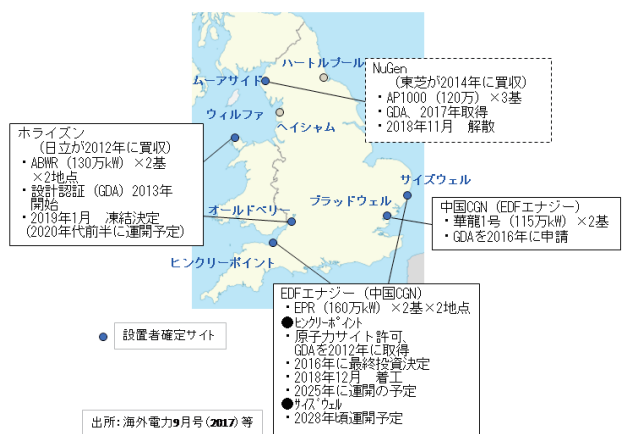 ハートルプール
ムーアサイド
ウィルファ
ヘイシャム
NuGen
（東芝が2014年に買収）
・AP1000（120万）×3基
・GDA、2017年取得
・2018年11月　解散
ホライズン
（日立が2012年に買収）
・ABWR（130万kW）×2基
×2地点
・設計認証（GDA）2013年
開始
・2019年1月　凍結決定
（2020年代前半に運開予定）
オールドベリー
ブラッドウェル
サイズウェル
ヒンクリーポイント
中国CGN（EDFエナジー）
・華龍1号（115万kW）×2基
・GDAを2016年に申請
EDFエナジー（中国CGN）
・EPR（160万kW）×2基×2地点
●ﾋﾝｸﾘｰﾎﾟｲﾝﾄ
・原子力サイト許可、
GDAを2012年に取得
・2016年に最終投資決定
・2018年12月　着工
・2025年に運開の予定
●ｻｲｽﾞｳｪﾙ
・2028年頃運開予定
設置者確定サイト
出所：海外電力9月号（2017）等